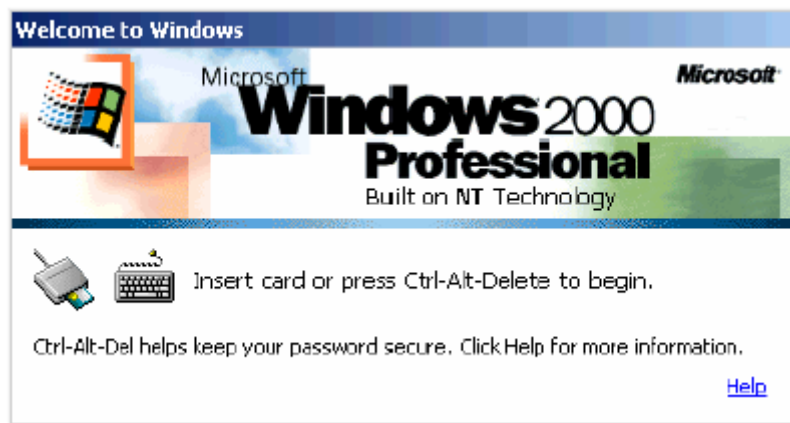 Welcome to Windows
Microsoft
Microsoft
Windows 2000
Professional
Built on NT Technology
Insert card or press Ctrl-Alt-Delete to begin.
Ctrl-Alt-Del helps keep your password secure. Click Help for more information.
Help